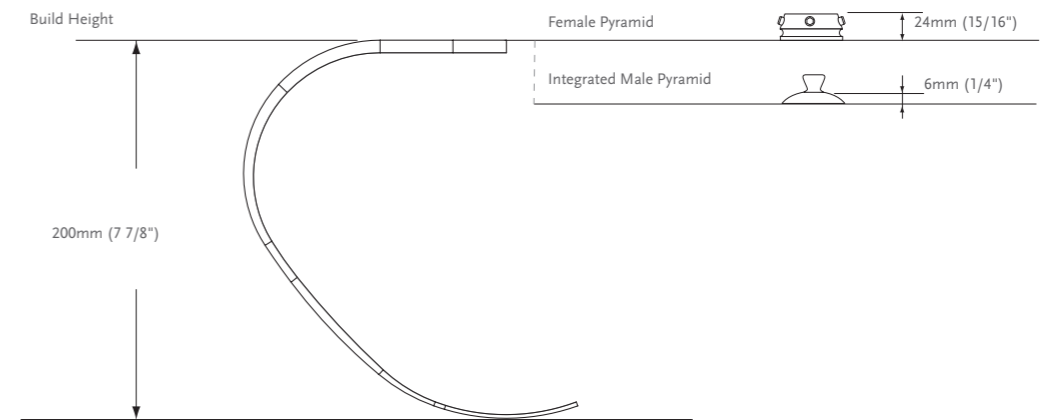 Build Height
Female Pyramid
24mm (15/16")
Integrated Male Pyramid
6mm (1/4")
200mm (7 7/8")